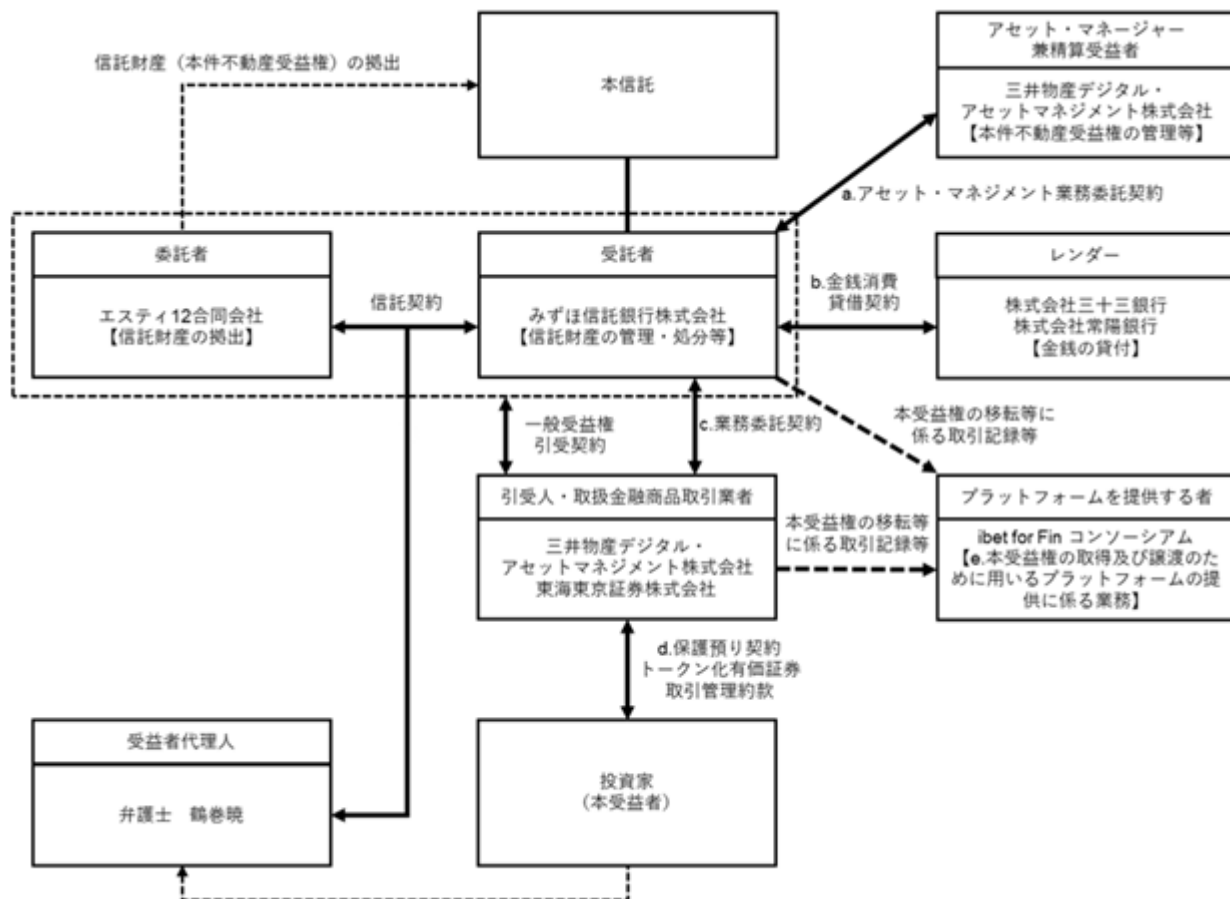 信託財産（本件不動産受益権）の拠出
本信託
アセット・マネージャー
兼精算受益者
三井物産デジタル・
アセットマネジメント株式会社
【本件不動産受益権の管理等】
a.アセット・マネジメント業務委託契約
委託者
エスティ12合同会社
【信託財産の拠出】
信託契約
受託者
みずほ信託銀行株式会社
【信託財産の管理・処分等】
b.金銭消費
貸借契約
レンダー
株式会社三十三銀行
株式会社常陽銀行
【金銭の貸付】
一般受益権
引受契約
c.業務委託契約
本受益権の移転等に
係る取引記録等
引受人・取扱金融商品取引業者
三井物産デジタル・
アセットマネジメント株式会社
東海東京証券株式会社
本受益権の移転等
に係る取引記録等
プラットフォームを提供する者
ibet for Fin コンソーシアム
【e.本受益権の取得及び譲渡のた
めに用いるプラットフォームの提
供に係る業務】
d.保護預り契約
トークン化有価証券
取引管理約款
受益者代理人
弁護士　鶴巻暁
投資家
（本受益者）